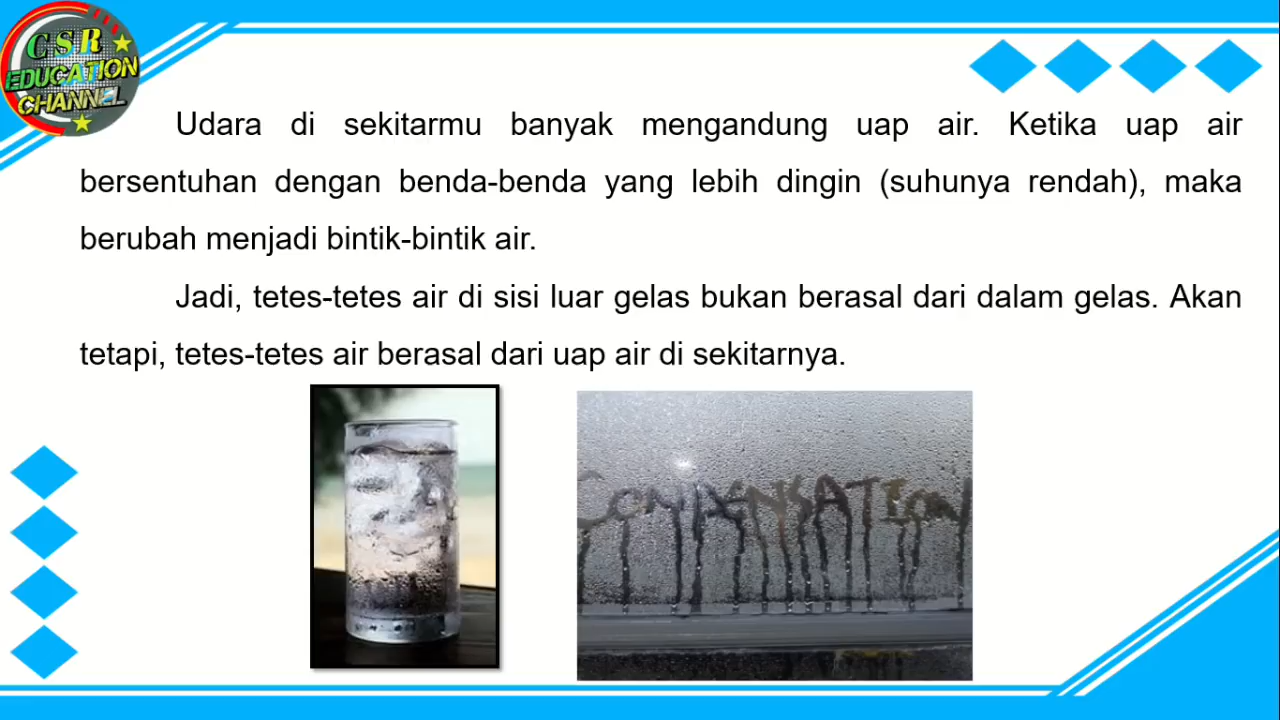 CSR
EDUCATION
CHANNEL
Udara di sekitarmu banyak mengandung uap air. Ketika uap air
bersentuhan dengan benda-benda yang lebih dingin (suhunya rendah), maka
berubah menjadi bintik-bintik air.
Jadi, tetes-tetes air di sisi luar gelas bukan berasal dari dalam gelas. Akan
tetapi, tetes-tetes air berasal dari uap air di sekitarnya.
CONDENSATION